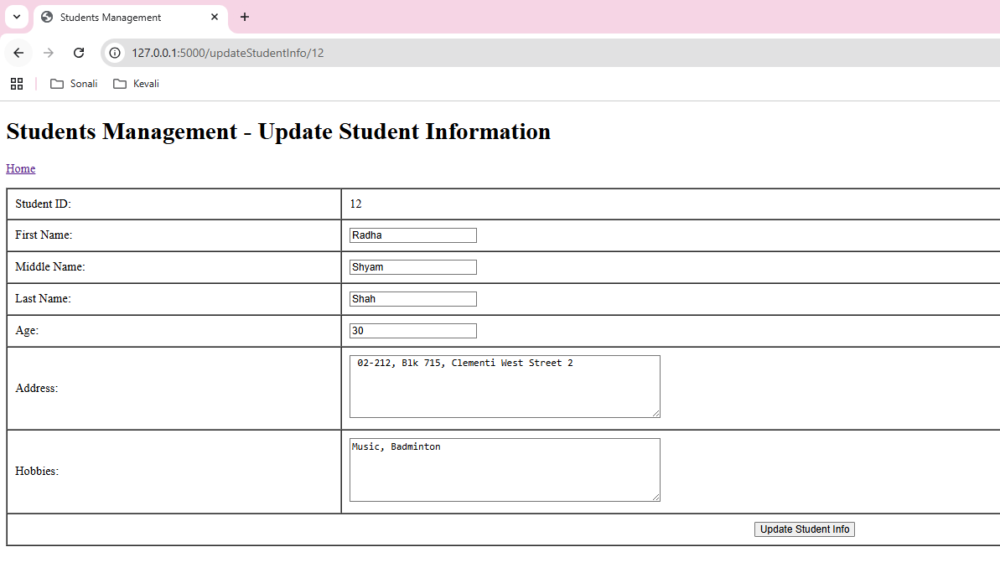 Students Management
127.0.0.1:5000/updateStudentInfo/12
Sonali Kevali
Students Management - Update Student Information
Home
Student ID: 12
First Name: Radha
Middle Name: Shyam
Last Name: Shah
Age: 30
Address: 02-212, Blk 715, Clementi West Street 2
Hobbies: Music, Badminton
Update Student Info